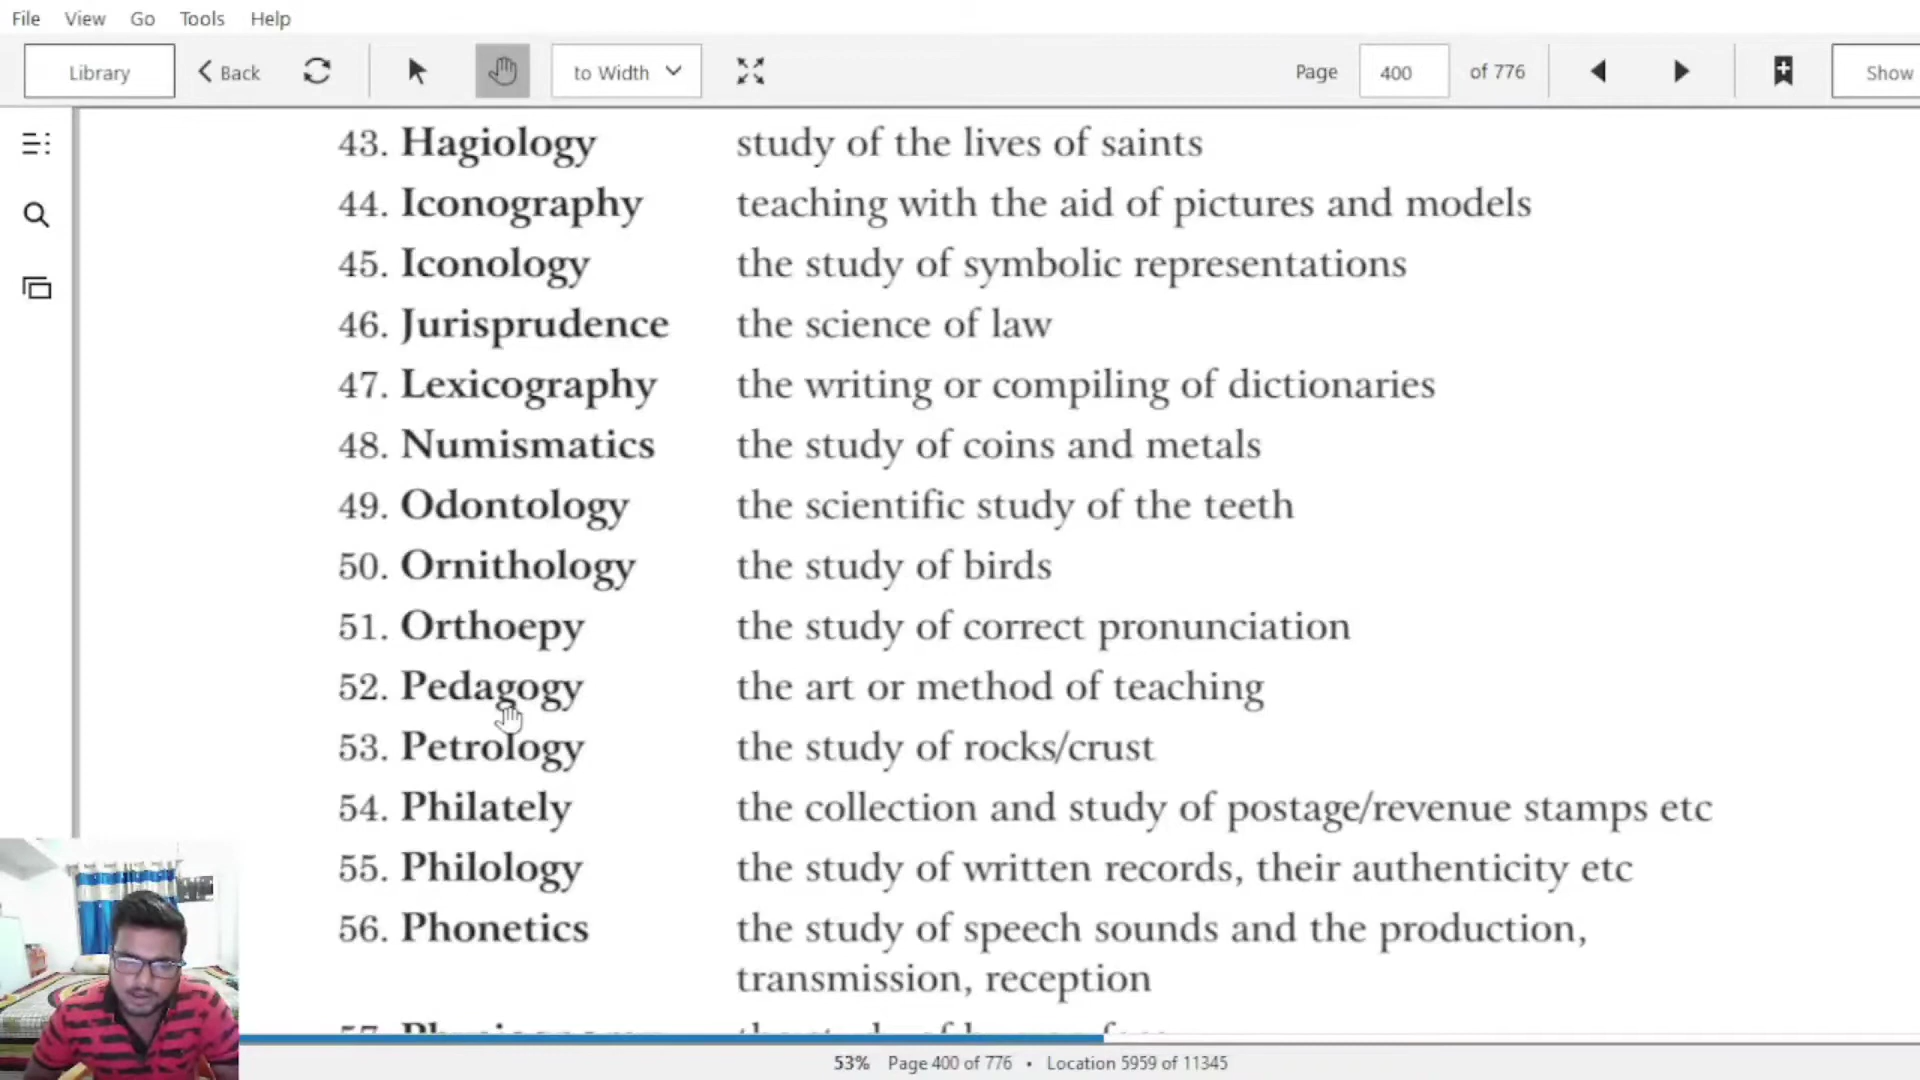 File View Go Tools Help
Library Back to Width Page 400 of 776 Show
43. Hagiology study of the lives of saints
44. Iconography teaching with the aid of pictures and models
45. Iconology the study of symbolic representations
46. Jurisprudence the science of law
47. Lexicography the writing or compiling of dictionaries
48. Numismatics the study of coins and metals
49. Odontology the scientific study of the teeth
50. Ornithology the study of birds
51. Orthoepy the study of correct pronunciation
52. Pedagogy the art or method of teaching
53. Petrology the study of rocks/crust
54. Philately the collection and study of postage/revenue stamps etc
55. Philology the study of written records, their authenticity etc
56. Phonetics the study of speech sounds and the production,
transmission, reception
53% Page 400 of 776 • Location 5959 of 11345